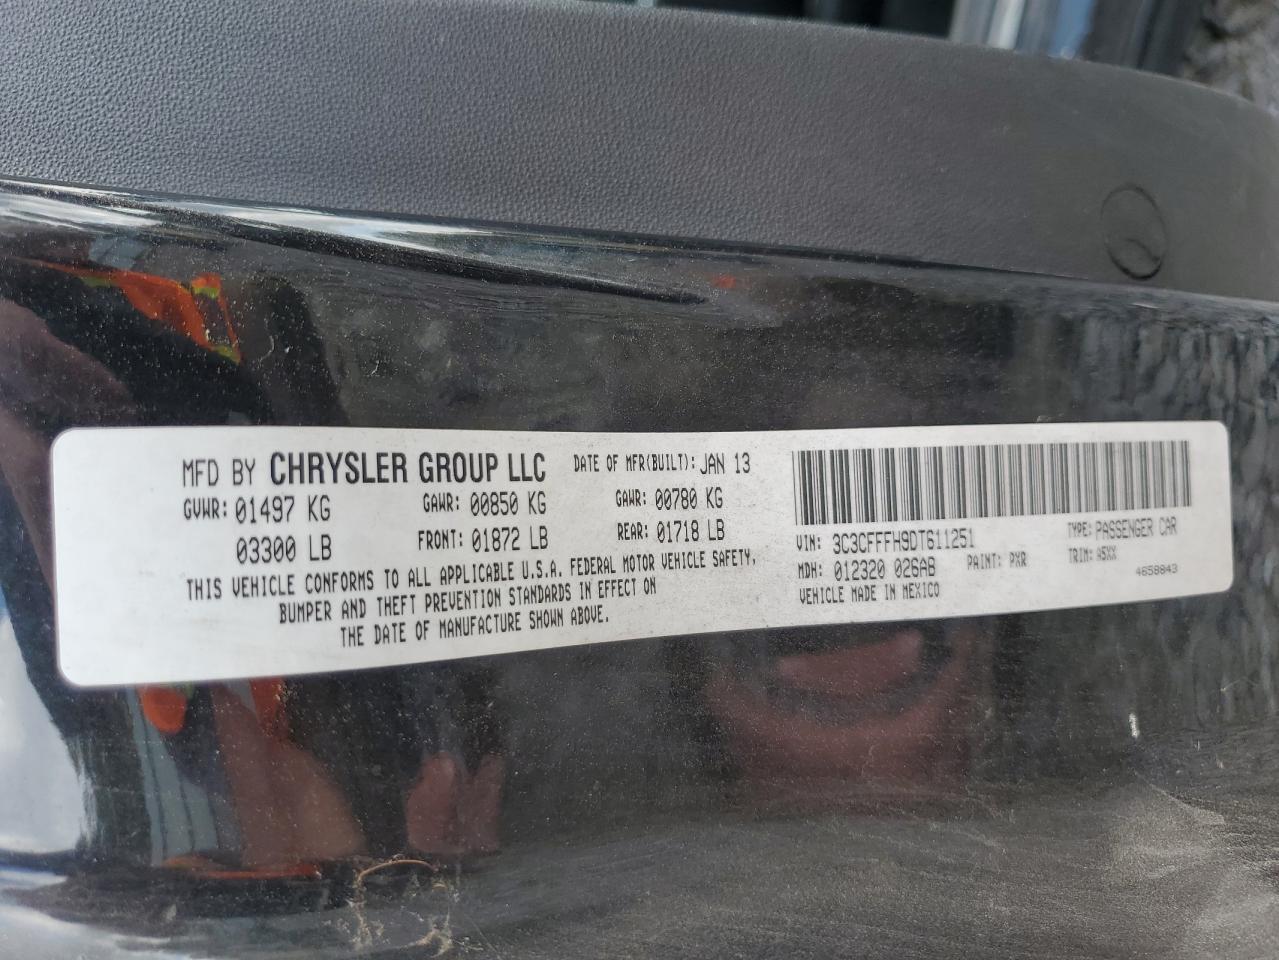 MFD BY CHRYSLER GROUP LLC DATE OF MFR(BUILT): JAN 13
GVWR: 01497 KG GAWR: 00850 KG GAWR: 00780 KG
03300 LB FRONT: 01872 LB REAR: 01718 LB
THIS VEHICLE CONFORMS TO ALL APPLICABLE U.S.A. FEDERAL MOTOR VEHICLE SAFETY,
BUMPER AND THEFT PREVENTION STANDARDS IN EFFECT ON
THE DATE OF MANUFACTURE SHOWN ABOVE.
VIN: 3C3CFFFH9DT611251 TYPE: PASSENGER CAR
MDH: 012320 026AB PAINT: PXR TRIM: A5XX
VEHICLE MADE IN MEXICO 4658843